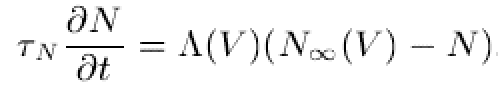 τ_N ∂N/∂t = Λ(V)(N_∞(V) − N).